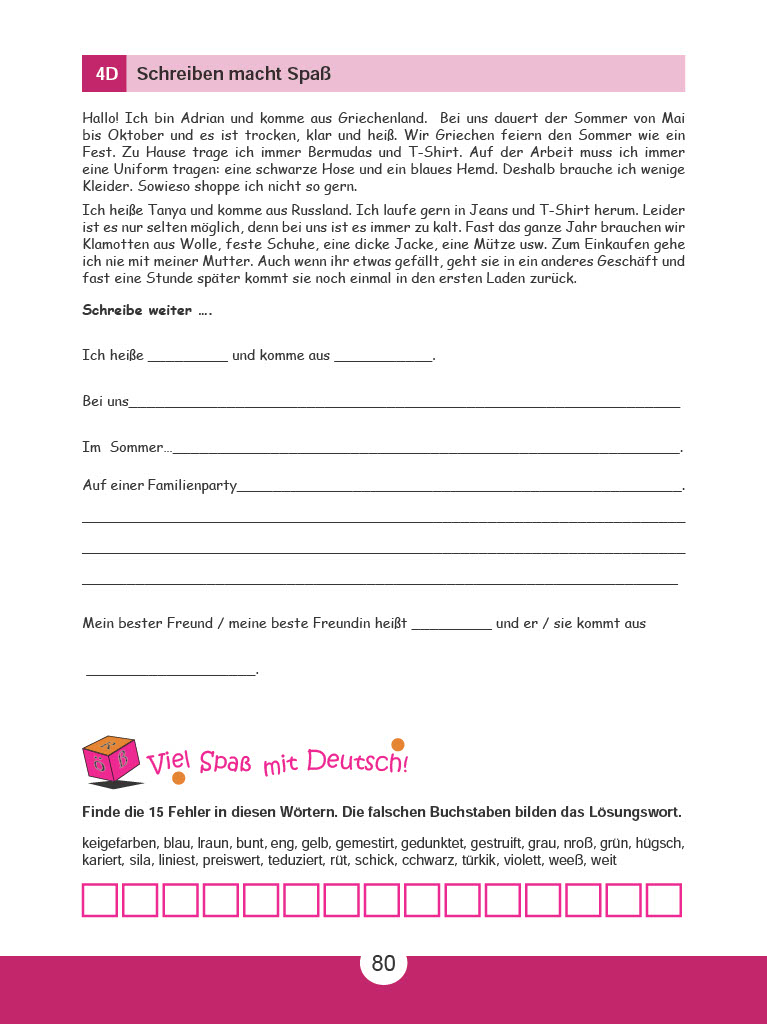 4D Schreiben macht Spaß
Hallo! Ich bin Adrian und komme aus Griechenland. Bei uns dauert der Sommer von Mai
bis Oktober und es ist trocken, klar und heiß. Wir Griechen feiern den Sommer wie ein
Fest. Zu Hause trage ich immer Bermudas und T-Shirt. Auf der Arbeit muss ich immer
eine Uniform tragen: eine schwarze Hose und ein blaues Hemd. Deshalb brauche ich wenige
Kleider. Sowieso shoppe ich nicht so gern.
Ich heiße Tanya und komme aus Russland. Ich laufe gern in Jeans und T-Shirt herum. Leider
ist es nur selten möglich, denn bei uns ist es immer zu kalt. Fast das ganze Jahr brauchen wir
Klamotten aus Wolle, feste Schuhe, eine dicke Jacke, eine Mütze usw. Zum Einkaufen gehe
ich nie mit meiner Mutter. Auch wenn ihr etwas gefällt, geht sie in ein anderes Geschäft und
fast eine Stunde später kommt sie noch einmal in den ersten Laden zurück.
Schreibe weiter ....
Ich heiße _________ und komme aus ___________.
Bei uns______________________________________________________________
Im Sommer...__________________________________________________________.
Auf einer Familienparty__________________________________________________.
____________________________________________________________________
____________________________________________________________________
___________________________________________________________________
Mein bester Freund / meine beste Freundin heißt _________ und er / sie kommt aus
___________________.
T S ß
Viel Spaß mit Deutsch!
Finde die 15 Fehler in diesen Wörtern. Die falschen Buchstaben bilden das Lösungswort.
keigefarben, blau, lraun, bunt, eng, gelb, gemestirt, gedunktet, gestruift, grau, nroß, grün, hügsch,
kariert, sila, liniest, preiswert, teduziert, rüt, schick, cchwarz, türkik, violett, weeß, weit
80